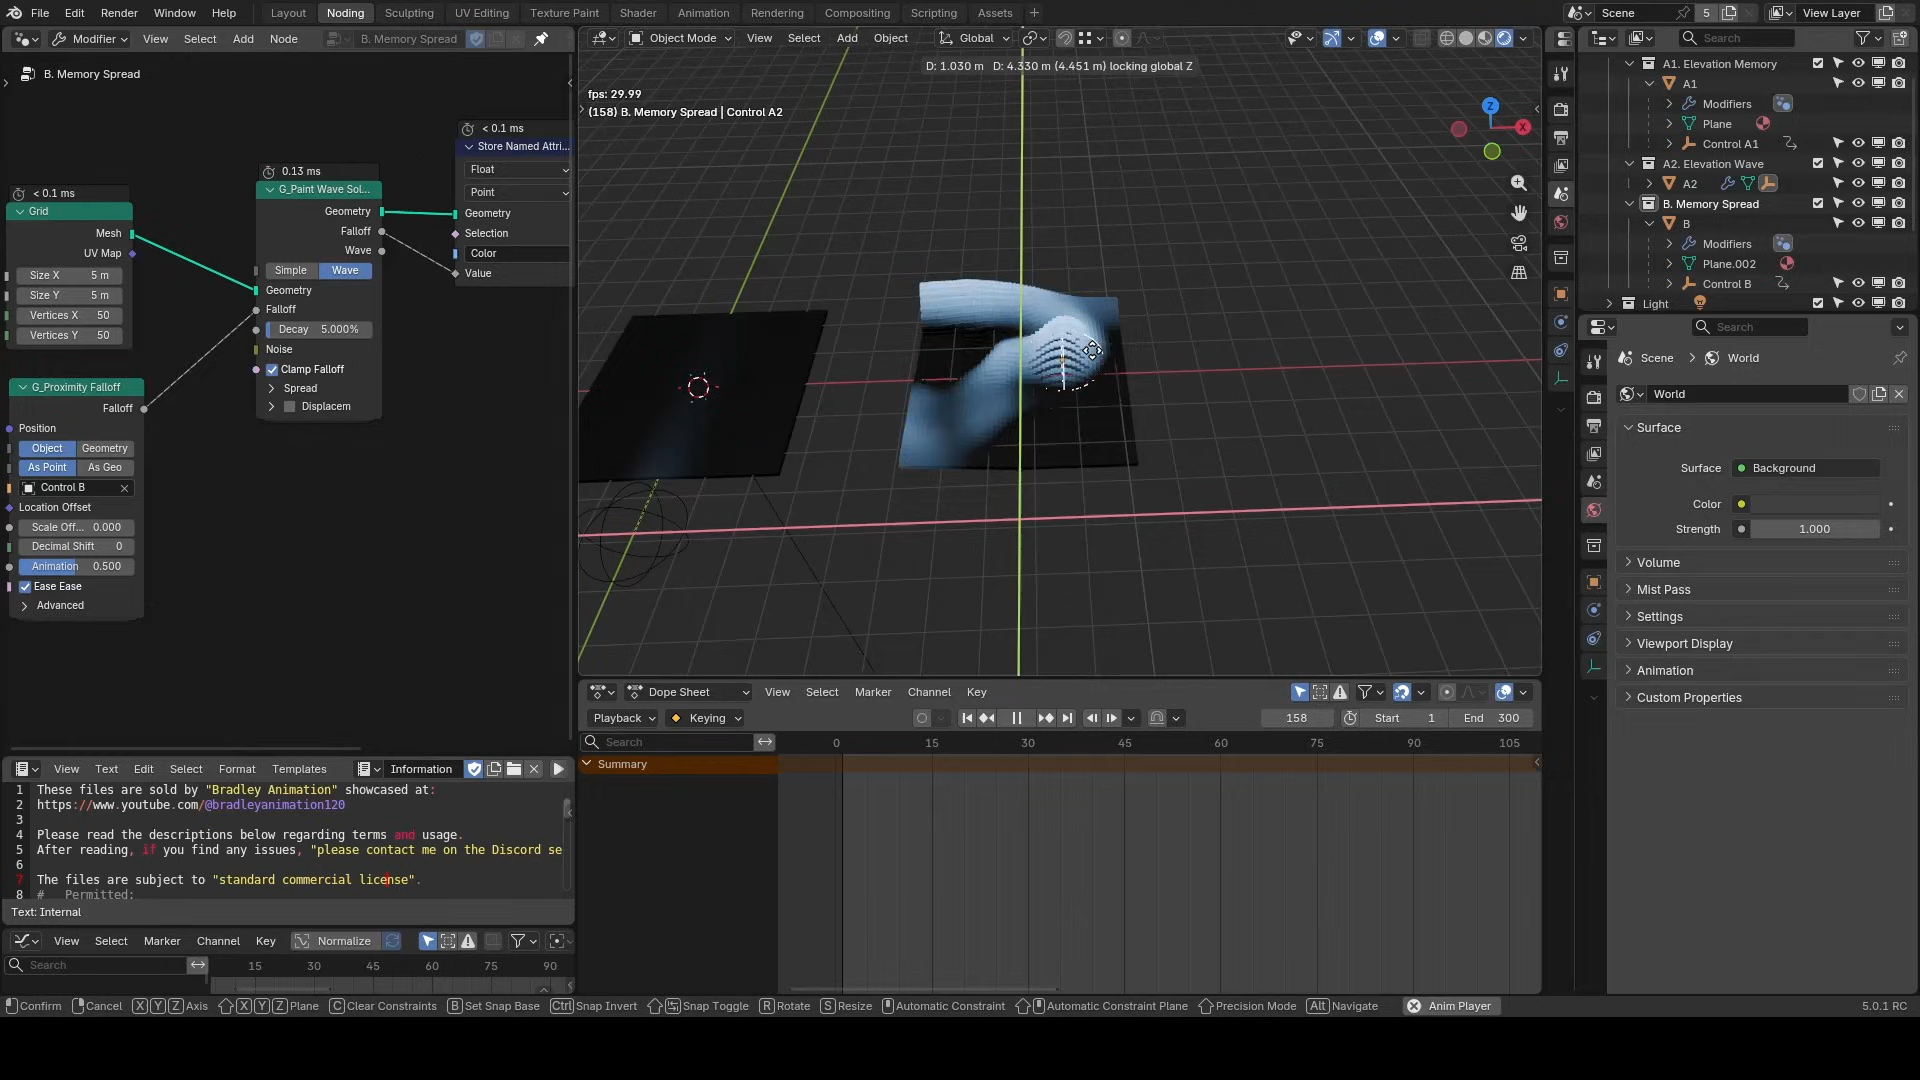 File Edit Render Window Help
Layout Noding Sculpting UV Editing Texture Paint Shader Animation Rendering Compositing Scripting Assets +
Scene 5 View Layer
Modifier View Select Add Node B. Memory Spread
B. Memory Spread
< 0.1 ms
Grid
Mesh
UV Map
Size X 5 m
Size Y 5 m
Vertices X 50
Vertices Y 50
G_Proximity Falloff
Falloff
Position
Object Geometry
As Point As Geo
Control B
Location Offset
Scale Off... 0.000
Decimal Shift 0
Animation 0.500
Ease Ease
Advanced
0.13 ms
G_Paint Wave Sol...
Geometry
Falloff
Wave
Simple Wave
Geometry
Falloff
Decay 5.000%
Noise
Clamp Falloff
Spread
Displacem
< 0.1 ms
Store Named Attri...
Float
Point
Geometry
Selection
Color
Value
Object Mode View Select Add Object Global
D: 1.030 m D: 4.330 m (4.451 m) locking global Z
fps: 29.99
(158) B. Memory Spread | Control A2
Z
X
Search
A1. Elevation Memory
A1
Modifiers
Plane
Control A1
A2. Elevation Wave
A2
B. Memory Spread
B
Modifiers
Plane.002
Control B
Light
Search
Scene World
World
Surface
Surface Background
Color
Strength 1.000
Volume
Mist Pass
Settings
Viewport Display
Animation
Custom Properties
Dope Sheet View Select Marker Channel Key
Playback Keying 158 Start 1 End 300
Search 0 15 30 45 60 75 90 105
Summary
View Text Edit Select Format Templates Information
1 These files are sold by "Bradley Animation" showcased at:
2 https://www.youtube.com/@bradleyanimation120
3
4 Please read the descriptions below regarding terms and usage.
5 After reading, if you find any issues, "please contact me on the Discord se
6
7 The files are subject to "standard commercial license".
8 # Permitted:
Text: Internal
View Select Marker Channel Key Normalize
Search 15 30 45 60 75 90
Confirm Cancel X Y Z Axis X Y Z Plane C Clear Constraints B Set Snap Base Ctrl Snap Invert Snap Toggle R Rotate S Resize Automatic Constraint Automatic Constraint Plane Precision Mode Alt Navigate Anim Player 5.0.1 RC